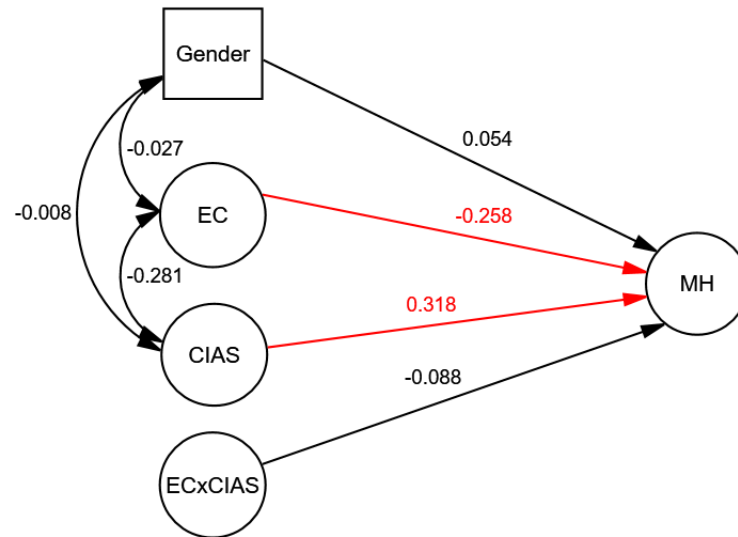 Gender
0.054
-0.027
-0.008
EC
-0.258
-0.281
MH
0.318
CIAS
-0.088
ECxCIAS